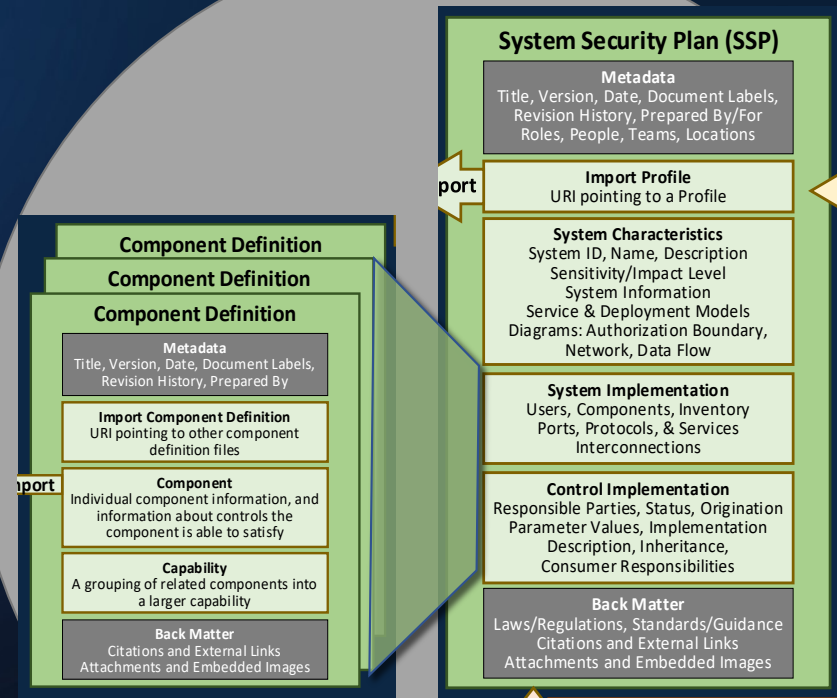 Component Definition
Component Definition
Component Definition
Metadata
Title, Version, Date, Document Labels,
Revision History, Prepared By
Import Component Definition
URI pointing to other component
definition files
Component
Individual component information, and
information about controls the
component is able to satisfy
Capability
A grouping of related components into
a larger capability
Back Matter
Citations and External Links
Attachments and Embedded Images
System Security Plan (SSP)
Metadata
Title, Version, Date, Document Labels,
Revision History, Prepared By/For
Roles, People, Teams, Locations
port
Import Profile
URI pointing to a Profile
System Characteristics
System ID, Name, Description
Sensitivity/Impact Level
System Information
Service & Deployment Models
Diagrams: Authorization Boundary,
Network, Data Flow
System Implementation
Users, Components, Inventory
Ports, Protocols, & Services
Interconnections
Control Implementation
Responsible Parties, Status, Origination
Parameter Values, Implementation
Description, Inheritance,
Consumer Responsibilities
Back Matter
Laws/Regulations, Standards/Guidance
Citations and External Links
Attachments and Embedded Images